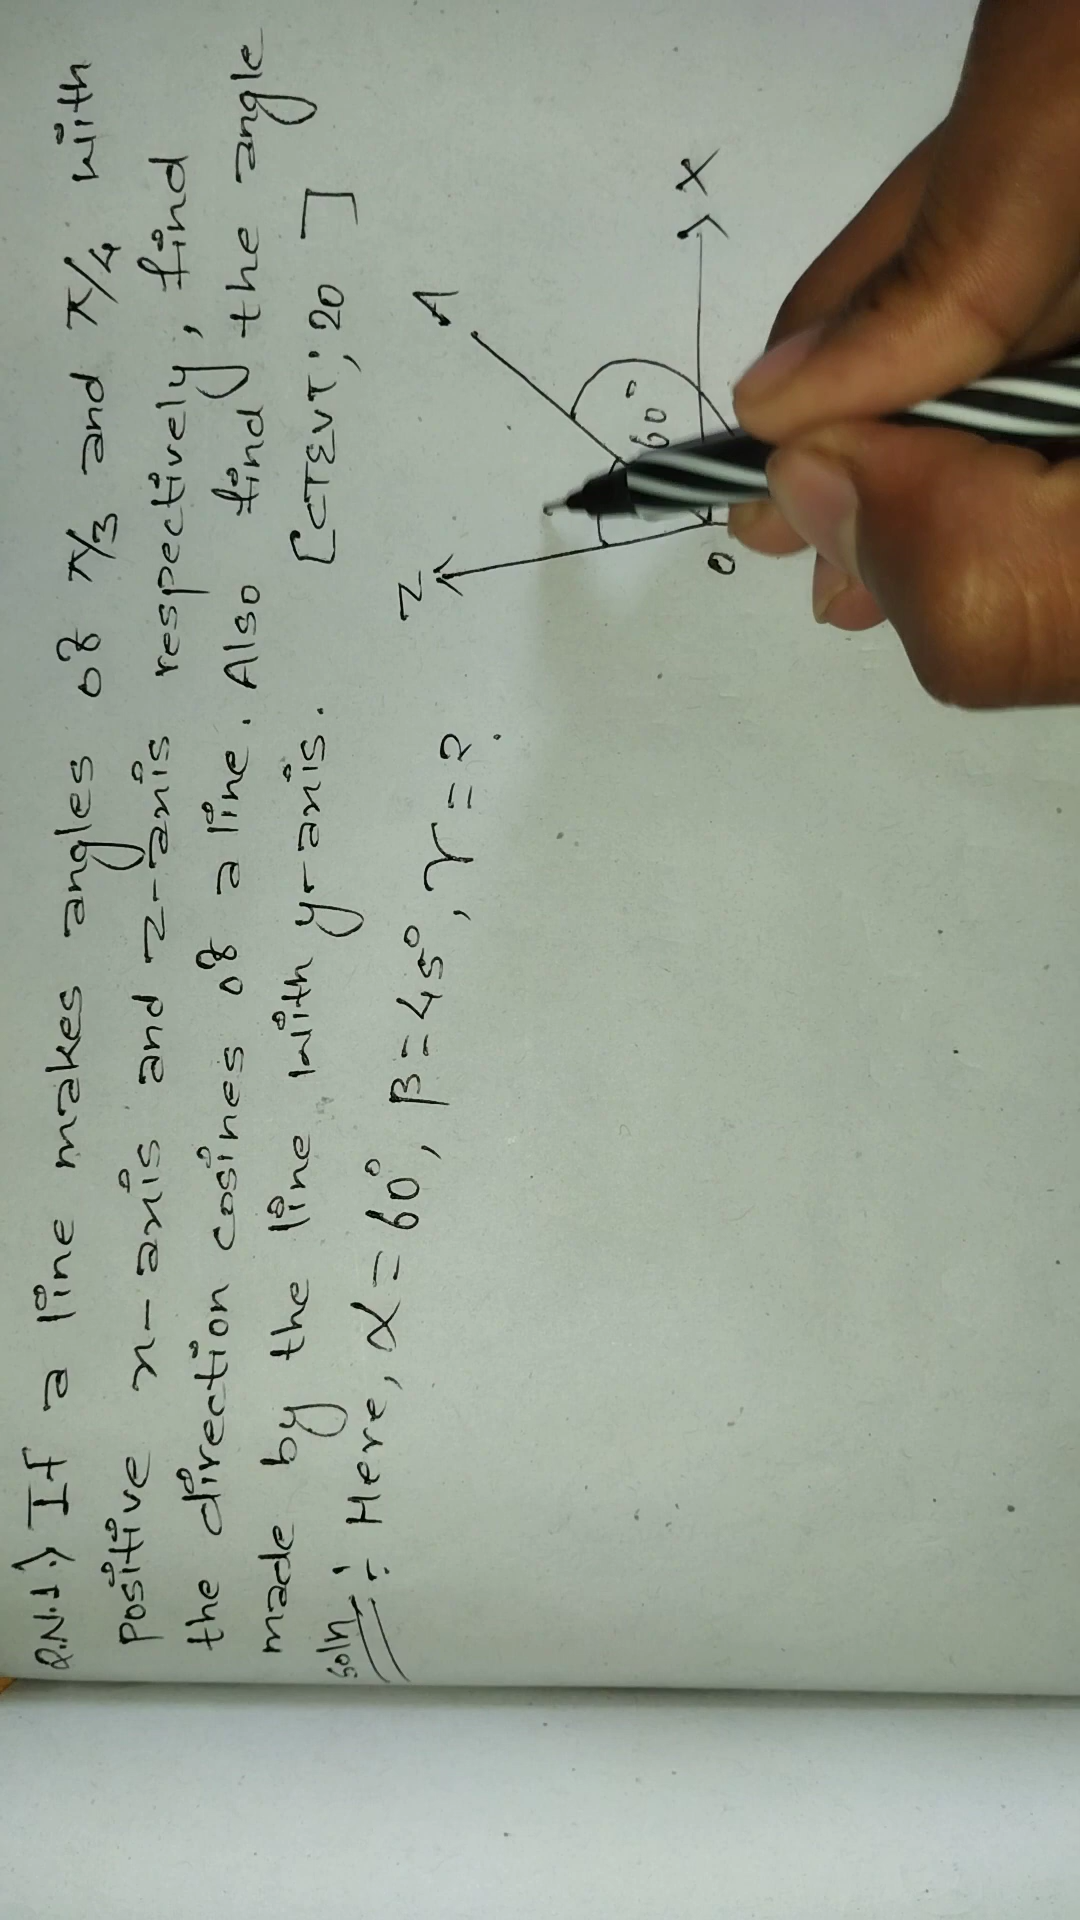 Q.N.1.) If a line makes angles of π/3 and π/4 with
positive x-axis and z-axis respectively, find
the direction cosines of a line. Also find the angle
made by the line with y-axis. [CTEVT; 20 ]
soln: Here, α = 60°, β = 45°, γ = ?
Z
A
60°
X
O